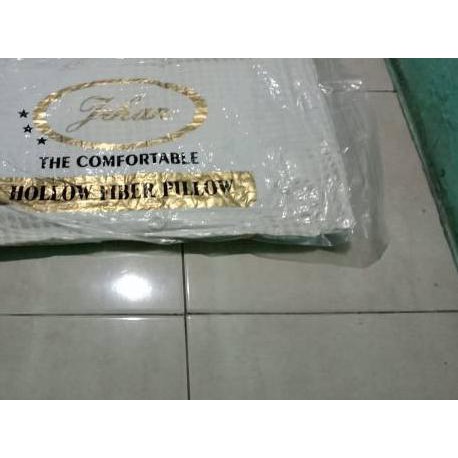 THE COMFORTABLE
HOLLOW FIBER PILLOW